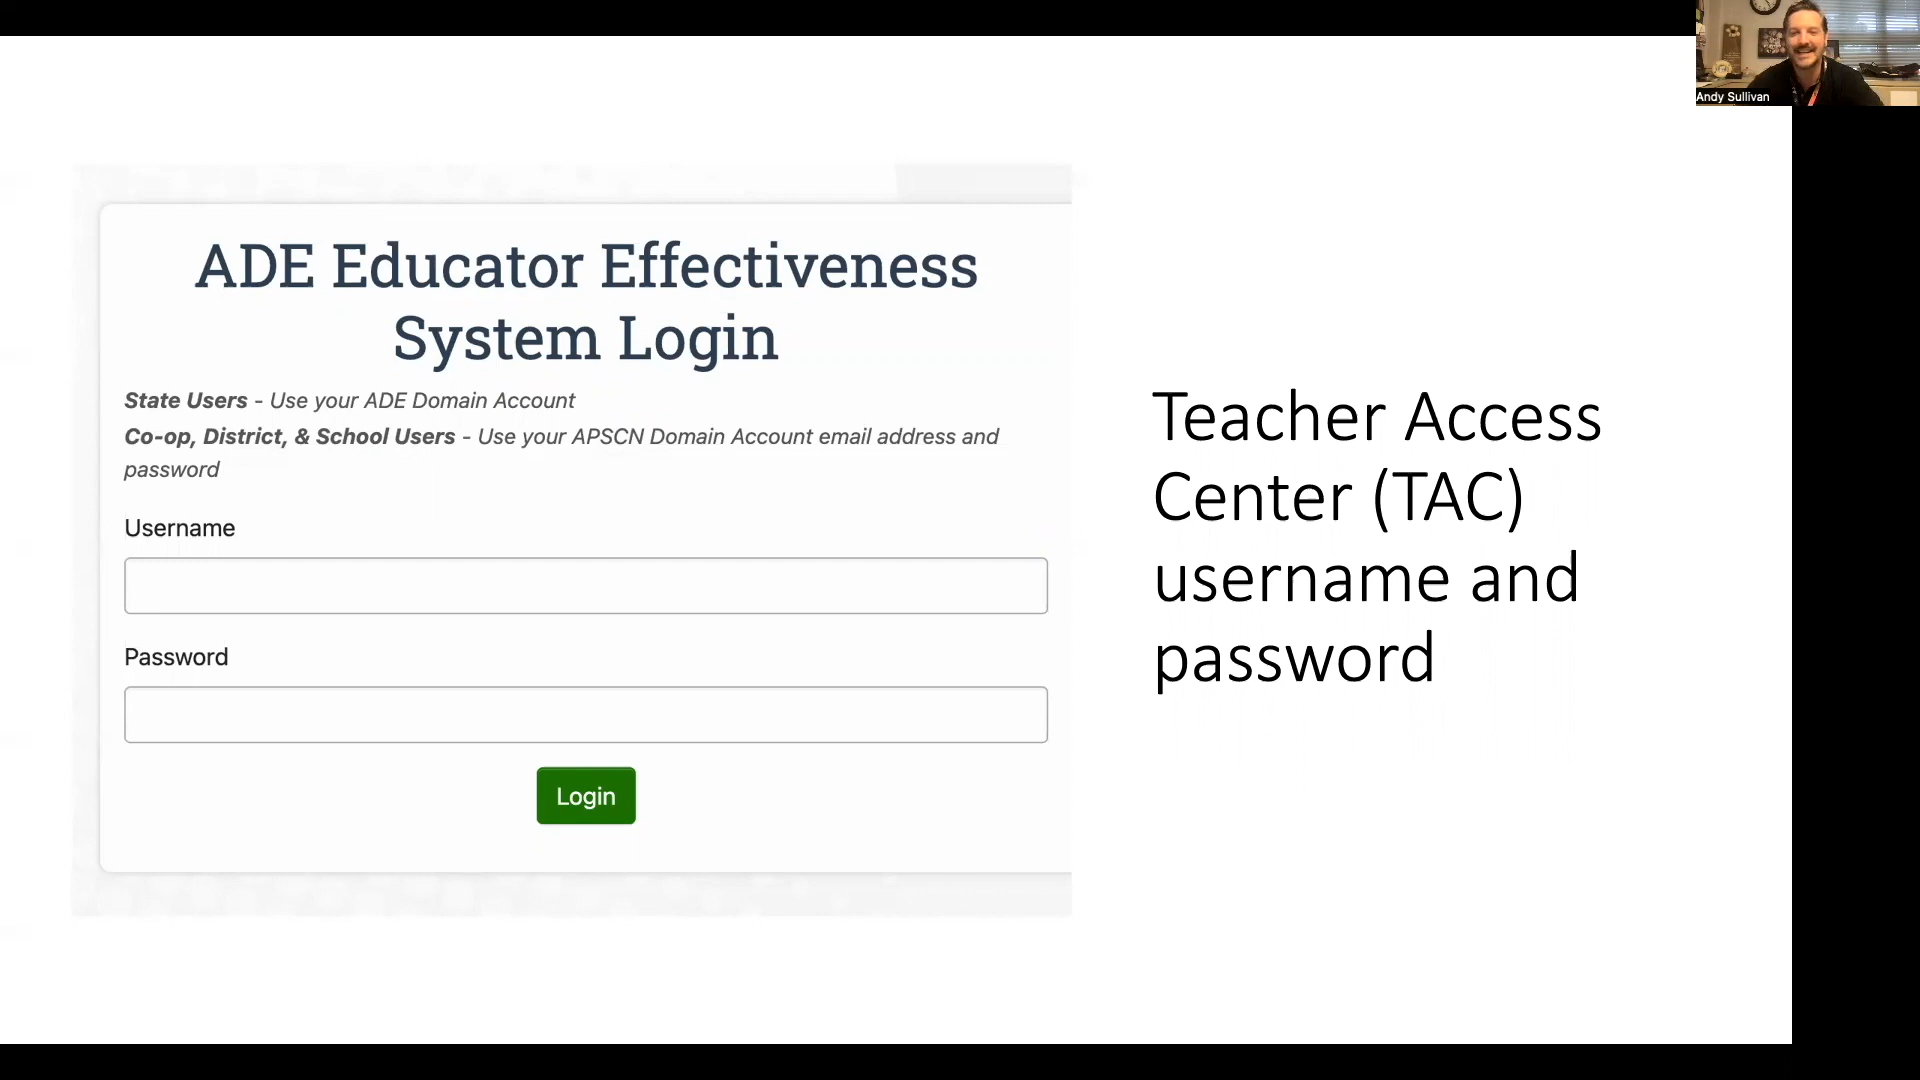 Andy Sullivan
ADE Educator Effectiveness
System Login
State Users - Use your ADE Domain Account
Co-op, District, & School Users - Use your APSCN Domain Account email address and
password
Username
Password
Login
Teacher Access
Center (TAC)
username and
password